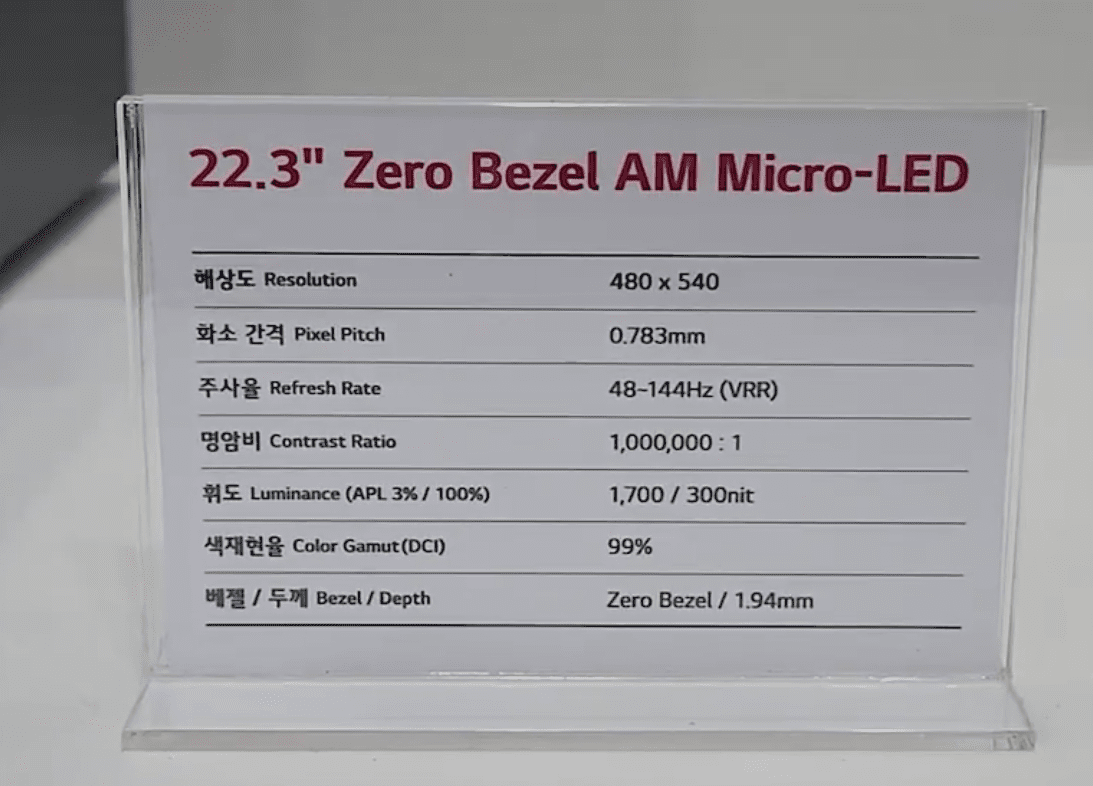 22.3" Zero Bezel AM Micro-LED
해상도 Resolution 480 x 540
화소 간격 Pixel Pitch 0.783mm
주사율 Refresh Rate 48~144Hz (VRR)
명암비 Contrast Ratio 1,000,000 : 1
휘도 Luminance (APL 3% / 100%) 1,700 / 300nit
색재현율 Color Gamut(DCI) 99%
베젤 / 두께 Bezel / Depth Zero Bezel / 1.94mm